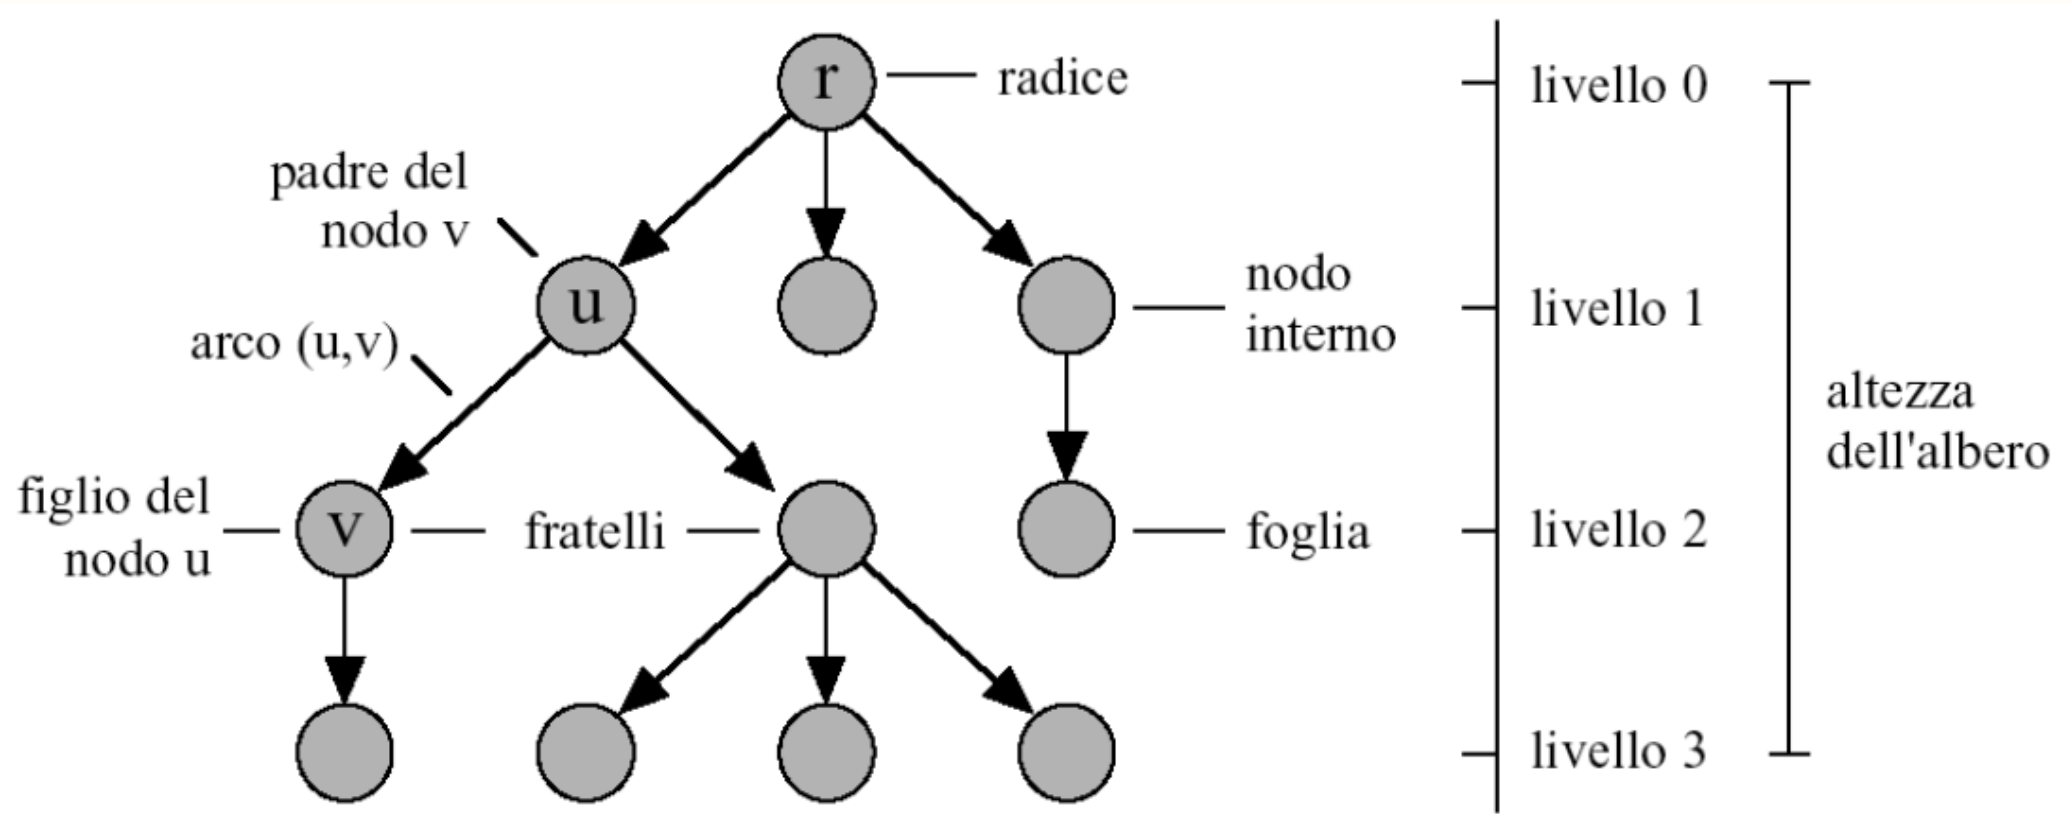 r
radice
livello 0
padre del
nodo v
u
nodo
interno
livello 1
arco (u,v)
altezza
dell'albero
figlio del
nodo u
v
fratelli
foglia
livello 2
livello 3